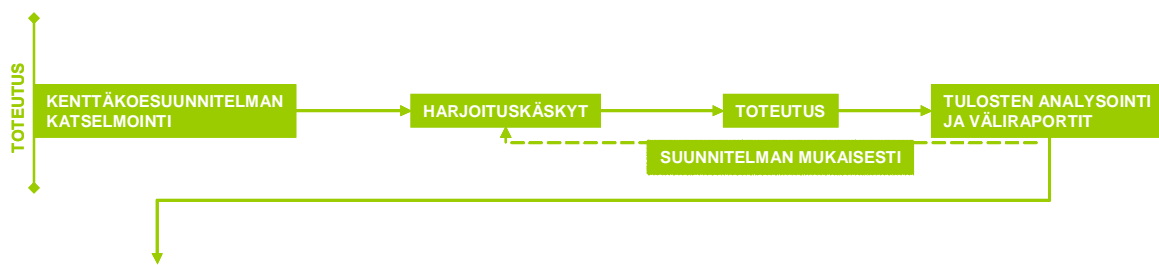 TOTEUTUS
KENTTÄKOESUUNNITELMAN
KATSELMOINTI
HARJOITUSKÄSKYT
TOTEUTUS
TULOSTEN ANALYSOINTI
JA VÄLIRAPORTIT
SUUNNITELMAN MUKAISESTI